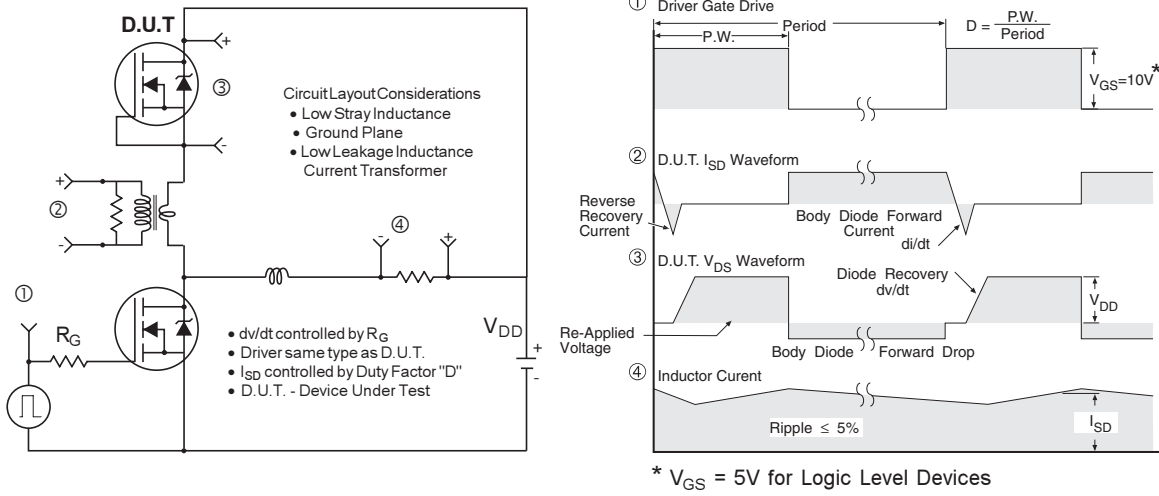 D.U.T
+
③
-
Circuit Layout Considerations
• Low Stray Inductance
• Ground Plane
• Low Leakage Inductance
Current Transformer
+
②
-
④
-
+
①
R_G
V_DD
+
-
• dv/dt controlled by R_G
• Driver same type as D.U.T.
• I_SD controlled by Duty Factor "D"
• D.U.T. - Device Under Test
① Driver Gate Drive
P.W.
Period
D = P.W. / Period
V_GS=10V*
② D.U.T. I_SD Waveform
Reverse
Recovery
Current
Body Diode Forward
Current
di/dt
③ D.U.T. V_DS Waveform
Diode Recovery
dv/dt
V_DD
Re-Applied
Voltage
Body Diode Forward Drop
④ Inductor Curent
Ripple ≤ 5%
I_SD
* V_GS = 5V for Logic Level Devices